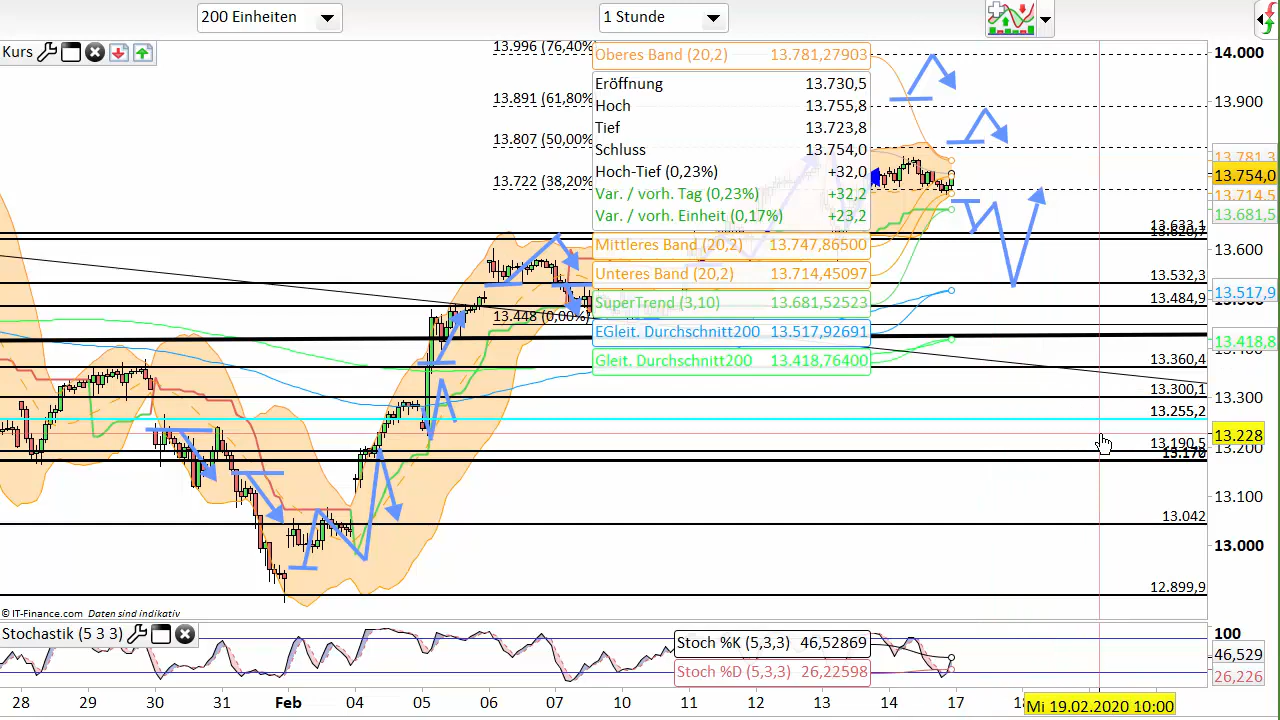 200 Einheiten
1 Stunde
Kurs
13.996 (76,40%)
13.891 (61,80%)
13.807 (50,00%)
13.722 (38,20%)
13.448 (0,00%)
Oberes Band (20,2) 13.781,27903
Eröffnung 13.730,5
Hoch 13.755,8
Tief 13.723,8
Schluss 13.754,0
Hoch-Tief (0,23%) +32,0
Var. / vorh. Tag (0,23%) +32,2
Var. / vorh. Einheit (0,17%) +23,2
Mittleres Band (20,2) 13.747,86500
Unteres Band (20,2) 13.714,45097
SuperTrend (3,10) 13.681,52523
EGleit. Durchschnitt200 13.517,92691
Gleit. Durchschnitt200 13.418,76400
13.633,1
13.532,3
13.484,9
13.360,4
13.300,1
13.255,2
13.190,5
13.170
13.042
12.899,9
14.000
13.900
13.781,3
13.754,0
13.714,5
13.681,5
13.600
13.517,9
13.418,8
13.300
13.228
13.200
13.100
13.000
© IT-Finance.com Daten sind indikativ
Stochastik (5 3 3)
Stoch %K (5,3,3) 46,52869
Stoch %D (5,3,3) 26,22598
100
46,529
26,226
28 29 30 31 Feb 04 05 06 07 10 11 12 13 14 17
Mi 19.02.2020 10:00